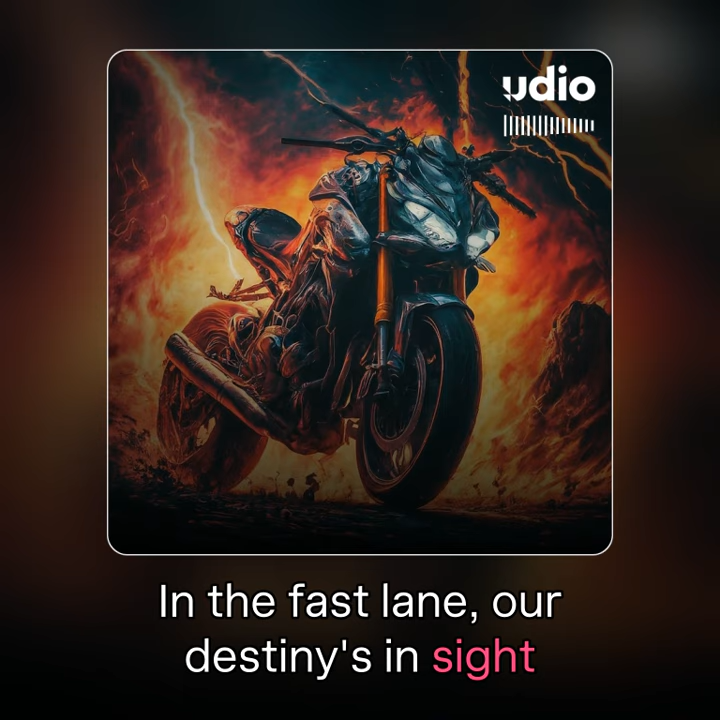 udio
In the fast lane, our
destiny's in sight